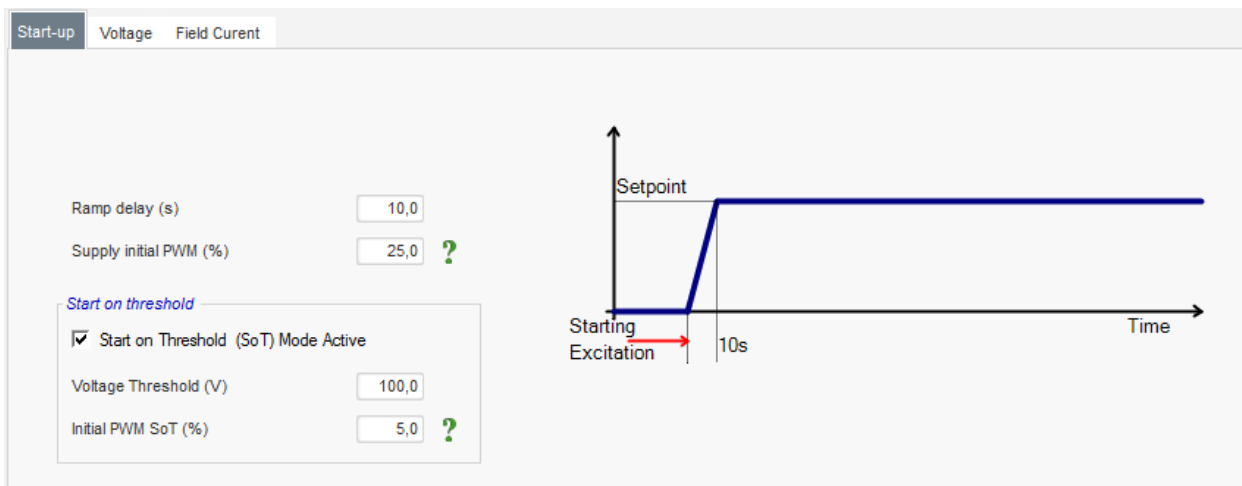 Start-up Voltage Field Curent
Setpoint
Ramp delay (s) 10,0
Supply initial PWM (%) 25,0 ?
Start on threshold
Starting Time
Start on Threshold (SoT) Mode Active
Excitation 10s
Voltage Threshold (V) 100,0
Initial PWM SoT (%) 5,0 ?